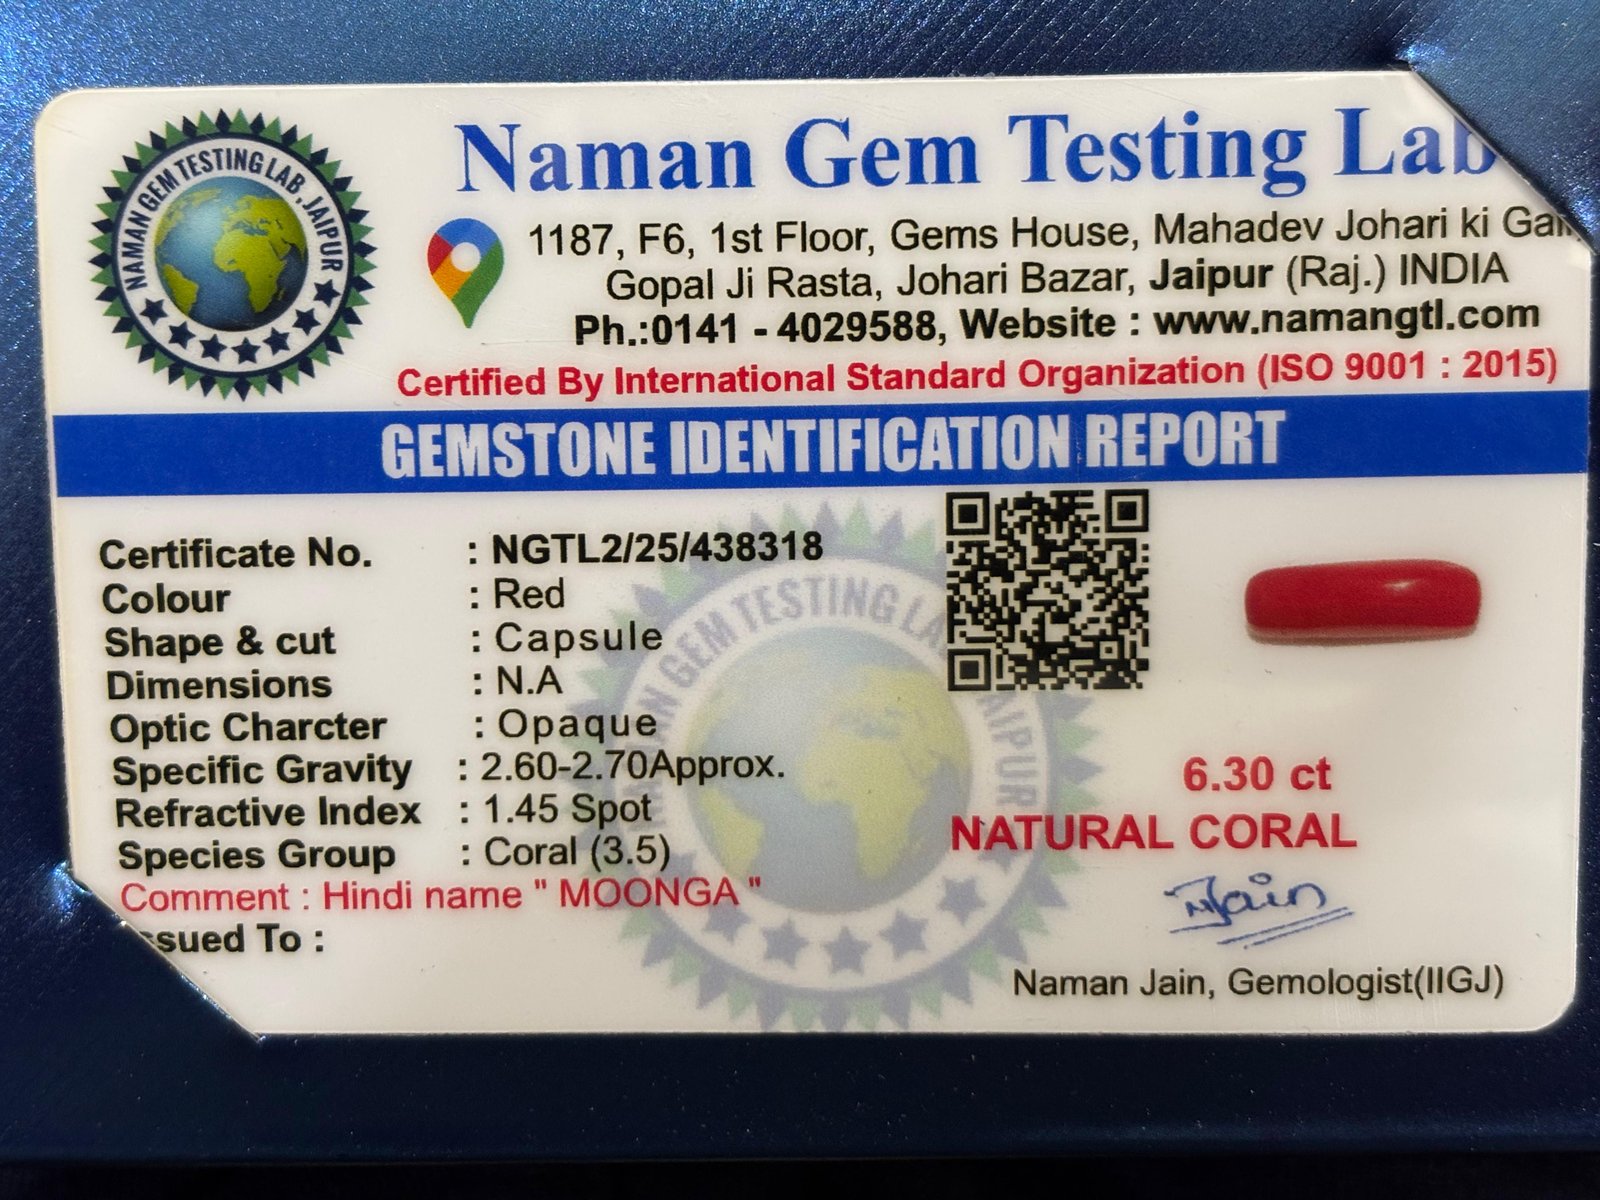 NAMAN GEM TESTING LAB, JAIPUR
Naman Gem Testing Lab
1187, F6, 1st Floor, Gems House, Mahadev Johari ki
Gopal Ji Rasta, Johari Bazar, Jaipur (Raj.) INDIA
Ph.:0141 - 4029588, Website : www.namangtl.com
Certified By International Standard Organization (ISO 9001 : 2015)
GEMSTONE IDENTIFICATION REPORT
Certificate No. : NGTL2/25/438318
Colour : Red
Shape & cut : Capsule
Dimensions : N.A
Optic Charcter : Opaque
Specific Gravity : 2.60-2.70Approx.
Refractive Index : 1.45 Spot
Species Group : Coral (3.5)
Comment : Hindi name " MOONGA "
ssued To :
6.30 ct
NATURAL CORAL
NJain
Naman Jain, Gemologist(IIGJ)